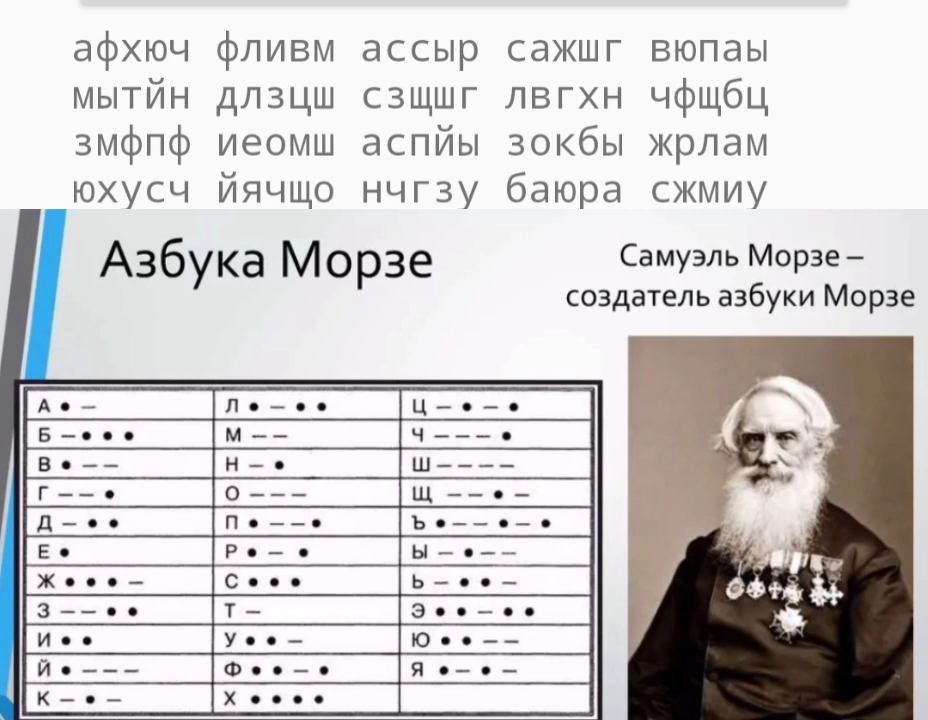 афхюч фливм ассыр сажшг вюпаы
мытйн длзцш сзщшг лвгхн чфщбц
змфпф иеомш аспйы зокбы жрлам
юхусч йячщо нчгзу баюра сжмиу
Азбука Морзе
Самуэль Морзе –
создатель азбуки Морзе
А • — Л • — • • Ц — • — •
Б — • • • М — — Ч — — — •
В • — — Н — • Ш — — — —
Г — — • О — — — Щ — — • —
Д — • • П • — — • Ъ • — — • — •
Е • Р • — • Ы — • — —
Ж • • • — С • • • Ь — • • —
З — — • • Т — Э • • — • •
И • • У • • — Ю • • — —
Й • — — — Ф • • — • Я • — • —
К — • — Х • • • •